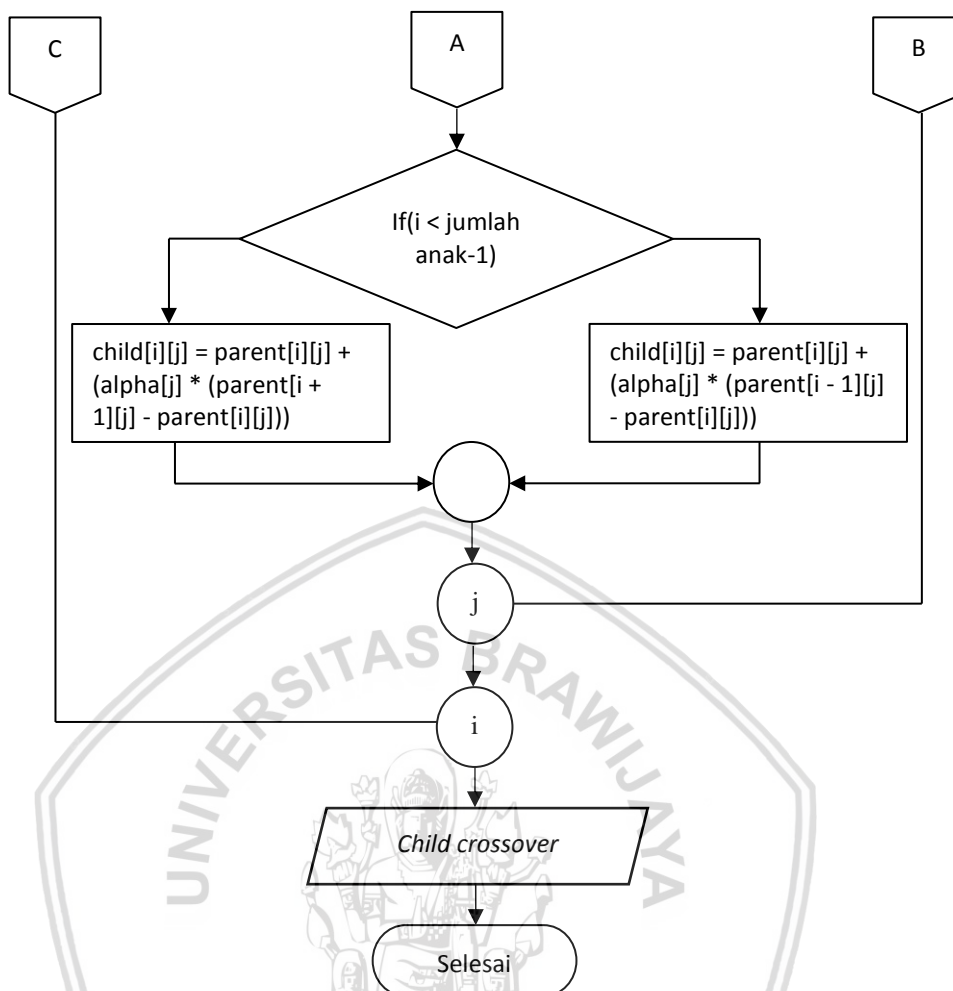 C
A
B
If(i < jumlah
anak-1)
child[i][j] = parent[i][j] +
(alpha[j] * (parent[i +
1][j] - parent[i][j]))
child[i][j] = parent[i][j] +
(alpha[j] * (parent[i - 1][j]
- parent[i][j]))
j
i
Child crossover
Selesai
UNIVERSITAS BRAWIJAYA